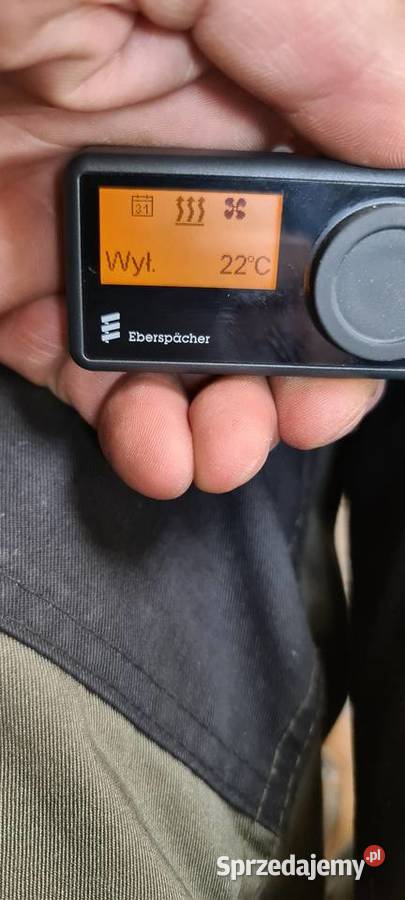 31
Wył. 22°C
Eberspächer
Sprzedajemy.pl